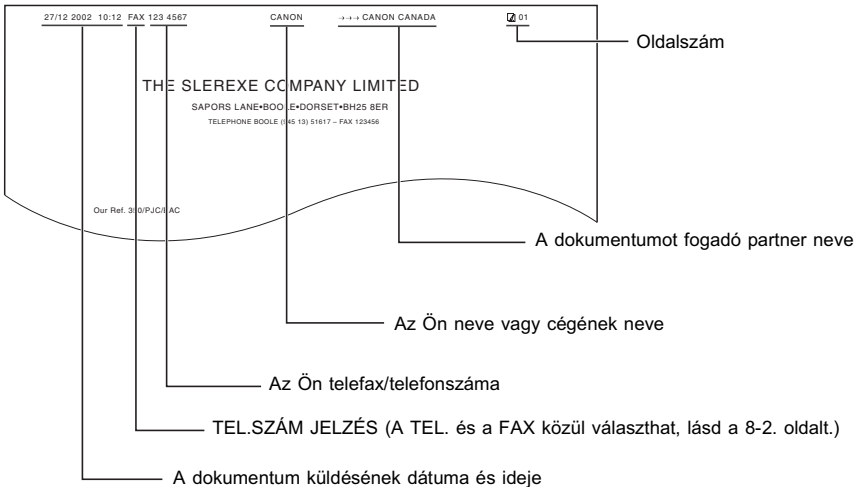 27/12 2002 10:12 FAX 123 4567 CANON →→→ CANON CANADA 01
Oldalszám
THE SLEREXE COMPANY LIMITED
SAPORS LANE•BOOLE•DORSET•BH25 8ER
TELEPHONE BOOLE (945 13) 51617 – FAX 123456
Our Ref. 350/PJC/EAC
A dokumentumot fogadó partner neve
Az Ön neve vagy cégének neve
Az Ön telefax/telefonszáma
TEL.SZÁM JELZÉS (A TEL. és a FAX közül választhat, lásd a 8-2. oldalt.)
A dokumentum küldésének dátuma és ideje